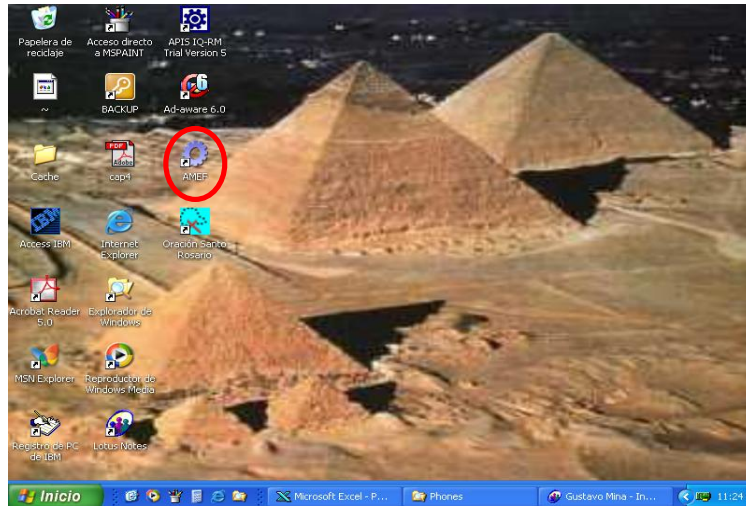 Papelera de
reciclaje
Acceso directo
a MSPAINT
APIS IQ-RM
Trial Version 5
~
BACKUP
Ad-aware 6.0
Cache
cap4
AMEF
Access IBM
Internet
Explorer
Oración Santo
Rosario
Acrobat Reader
5.0
Explorador de
Windows
MSN Explorer
Reproductor de
Windows Media
Registro de PC
de IBM
Lotus Notes
Inicio
Microsoft Excel - P...
Phones
Gustavo Mina - In...
11:24